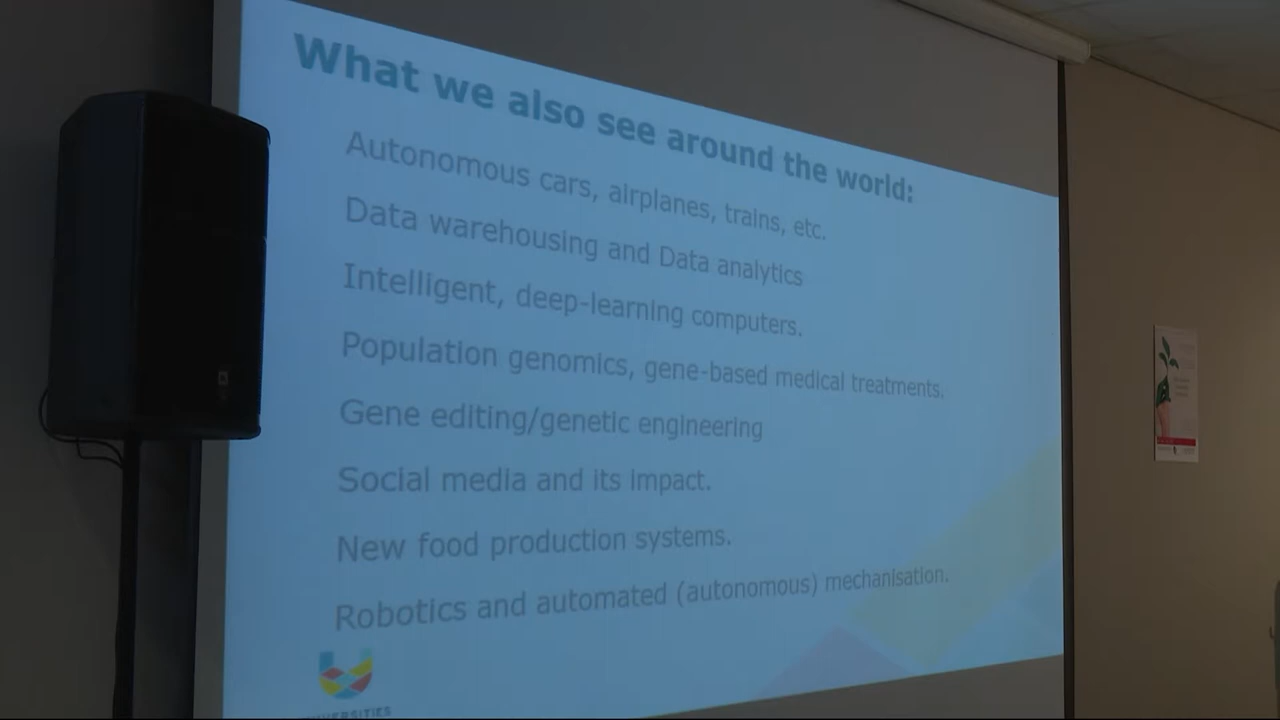 What we also see around the world:
Autonomous cars, airplanes, trains, etc.
Data warehousing and Data analytics
Intelligent, deep-learning computers.
Population genomics, gene-based medical treatments.
Gene editing/genetic engineering
Social media and its impact.
New food production systems.
Robotics and automated (autonomous) mechanisation.